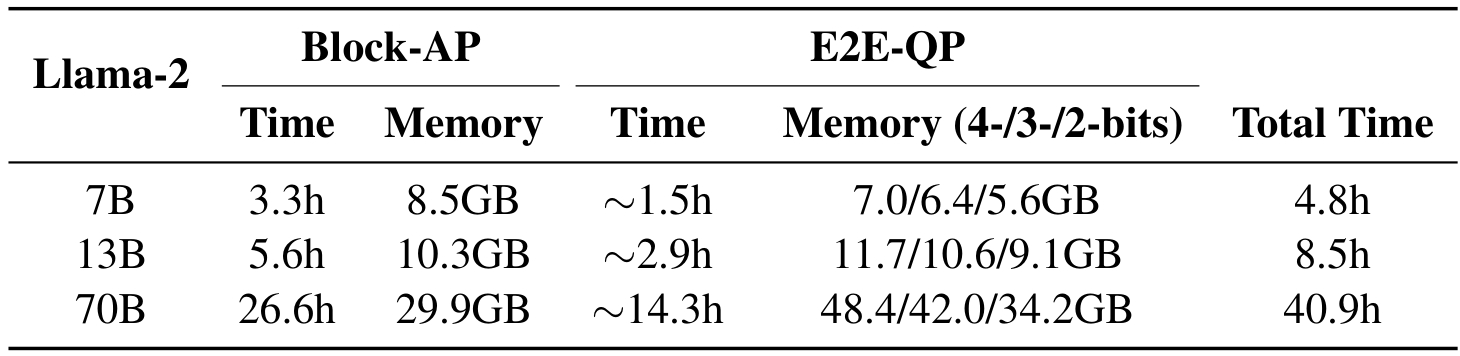 Llama-2 Block-AP E2E-QP
Time Memory Time Memory (4-/3-/2-bits) Total Time
7B 3.3h 8.5GB ~1.5h 7.0/6.4/5.6GB 4.8h
13B 5.6h 10.3GB ~2.9h 11.7/10.6/9.1GB 8.5h
70B 26.6h 29.9GB ~14.3h 48.4/42.0/34.2GB 40.9h